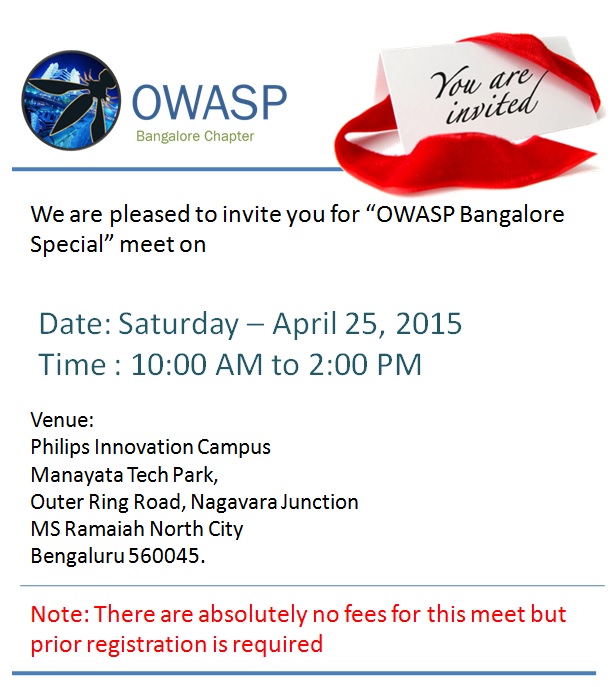 OWASP
Bangalore Chapter
You are
invited
We are pleased to invite you for “OWASP Bangalore
Special” meet on
Date: Saturday – April 25, 2015
Time : 10:00 AM to 2:00 PM
Venue:
Philips Innovation Campus
Manayata Tech Park,
Outer Ring Road, Nagavara Junction
MS Ramaiah North City
Bengaluru 560045.
Note: There are absolutely no fees for this meet but
prior registration is required